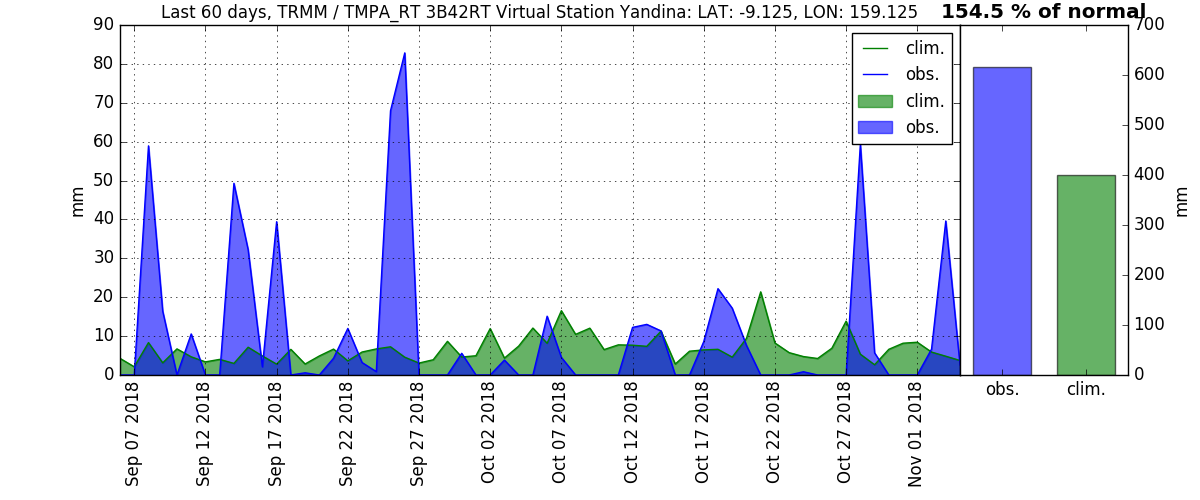 Last 60 days, TRMM / TMPA_RT 3B42RT Virtual Station Yandina: LAT: -9.125, LON: 159.125
154.5 % of normal
90
80
70
60
50
40
30
20
10
0
mm
clim.
obs.
clim.
obs.
Sep 07 2018
Sep 12 2018
Sep 17 2018
Sep 22 2018
Sep 27 2018
Oct 02 2018
Oct 07 2018
Oct 12 2018
Oct 17 2018
Oct 22 2018
Oct 27 2018
Nov 01 2018
700
600
500
400
300
200
100
0
mm
obs.
clim.